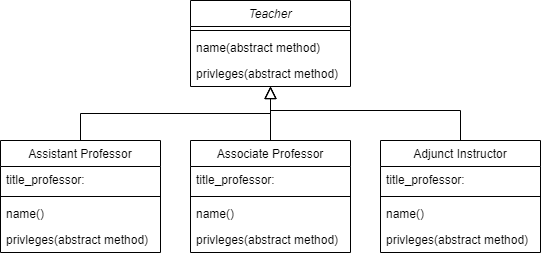 Teacher
name(abstract method)
privleges(abstract method)
Assistant Professor
title_professor:
name()
privleges(abstract method)
Associate Professor
title_professor:
name()
privleges(abstract method)
Adjunct Instructor
title_professor:
name()
privleges(abstract method)